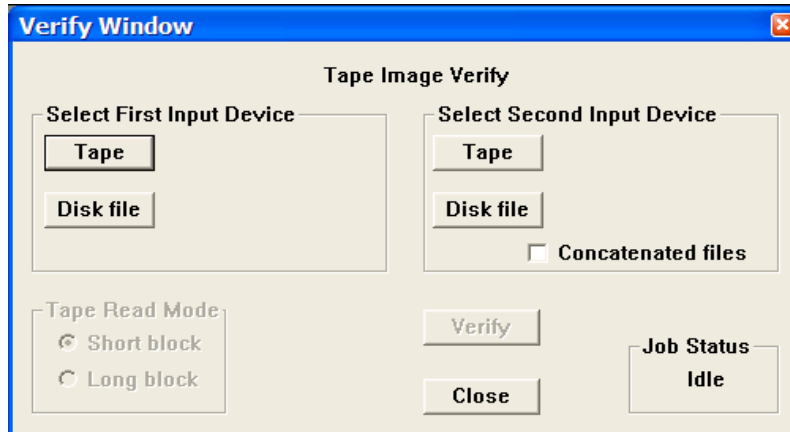 Verify Window
Tape Image Verify
Select First Input Device
Tape
Disk file
Select Second Input Device
Tape
Disk file
Concatenated files
Tape Read Mode
Short block
Long block
Verify
Close
Job Status
Idle